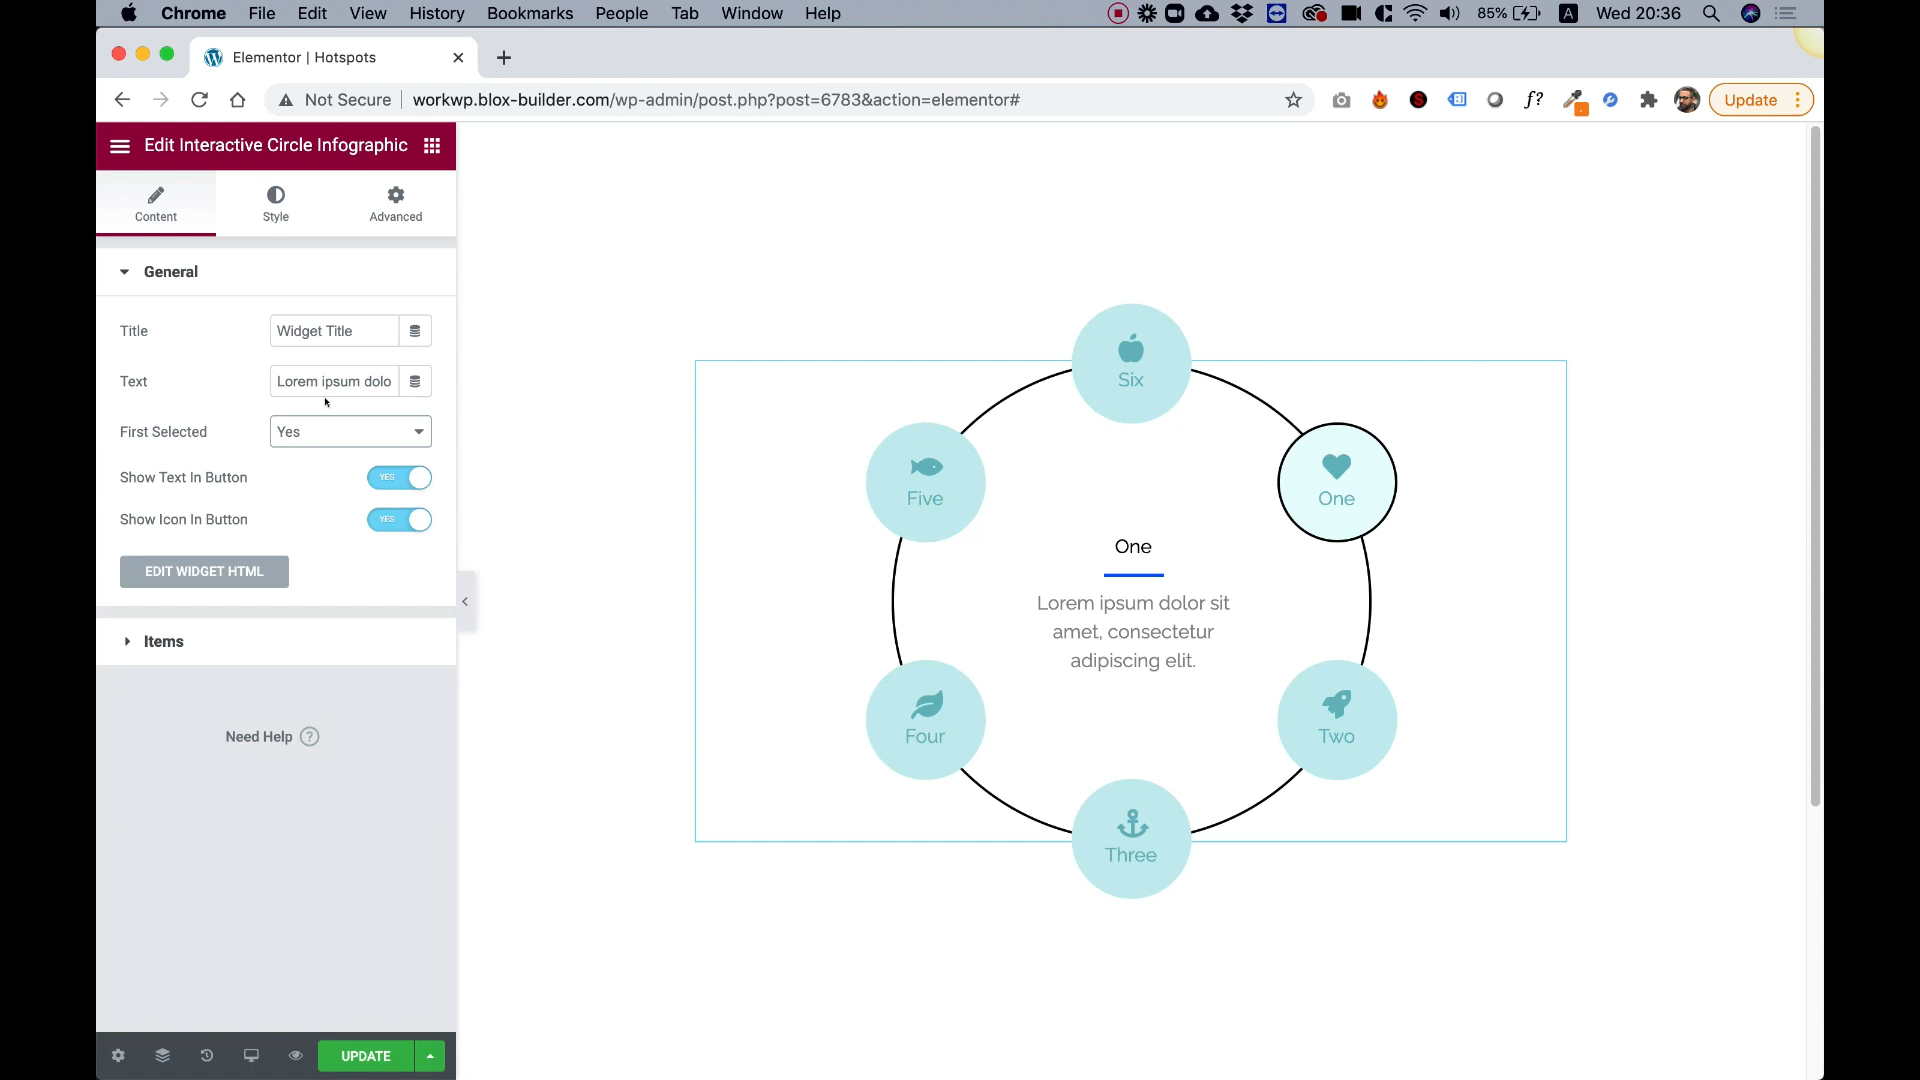 Chrome File Edit View History Bookmarks People Tab Window Help 85% A Wed 20:36
Elementor | Hotspots
Not Secure workwp.blox-builder.com/wp-admin/post.php?post=6783&action=elementor# S f? Update
Edit Interactive Circle Infographic
Content Style Advanced
General
Title Widget Title
Text Lorem ipsum dolo
First Selected Yes
Show Text In Button YES
Show Icon In Button YES
EDIT WIDGET HTML
Items
Need Help ?
UPDATE
Six
Five
One
One
Lorem ipsum dolor sit
amet, consectetur
adipiscing elit.
Four
Two
Three